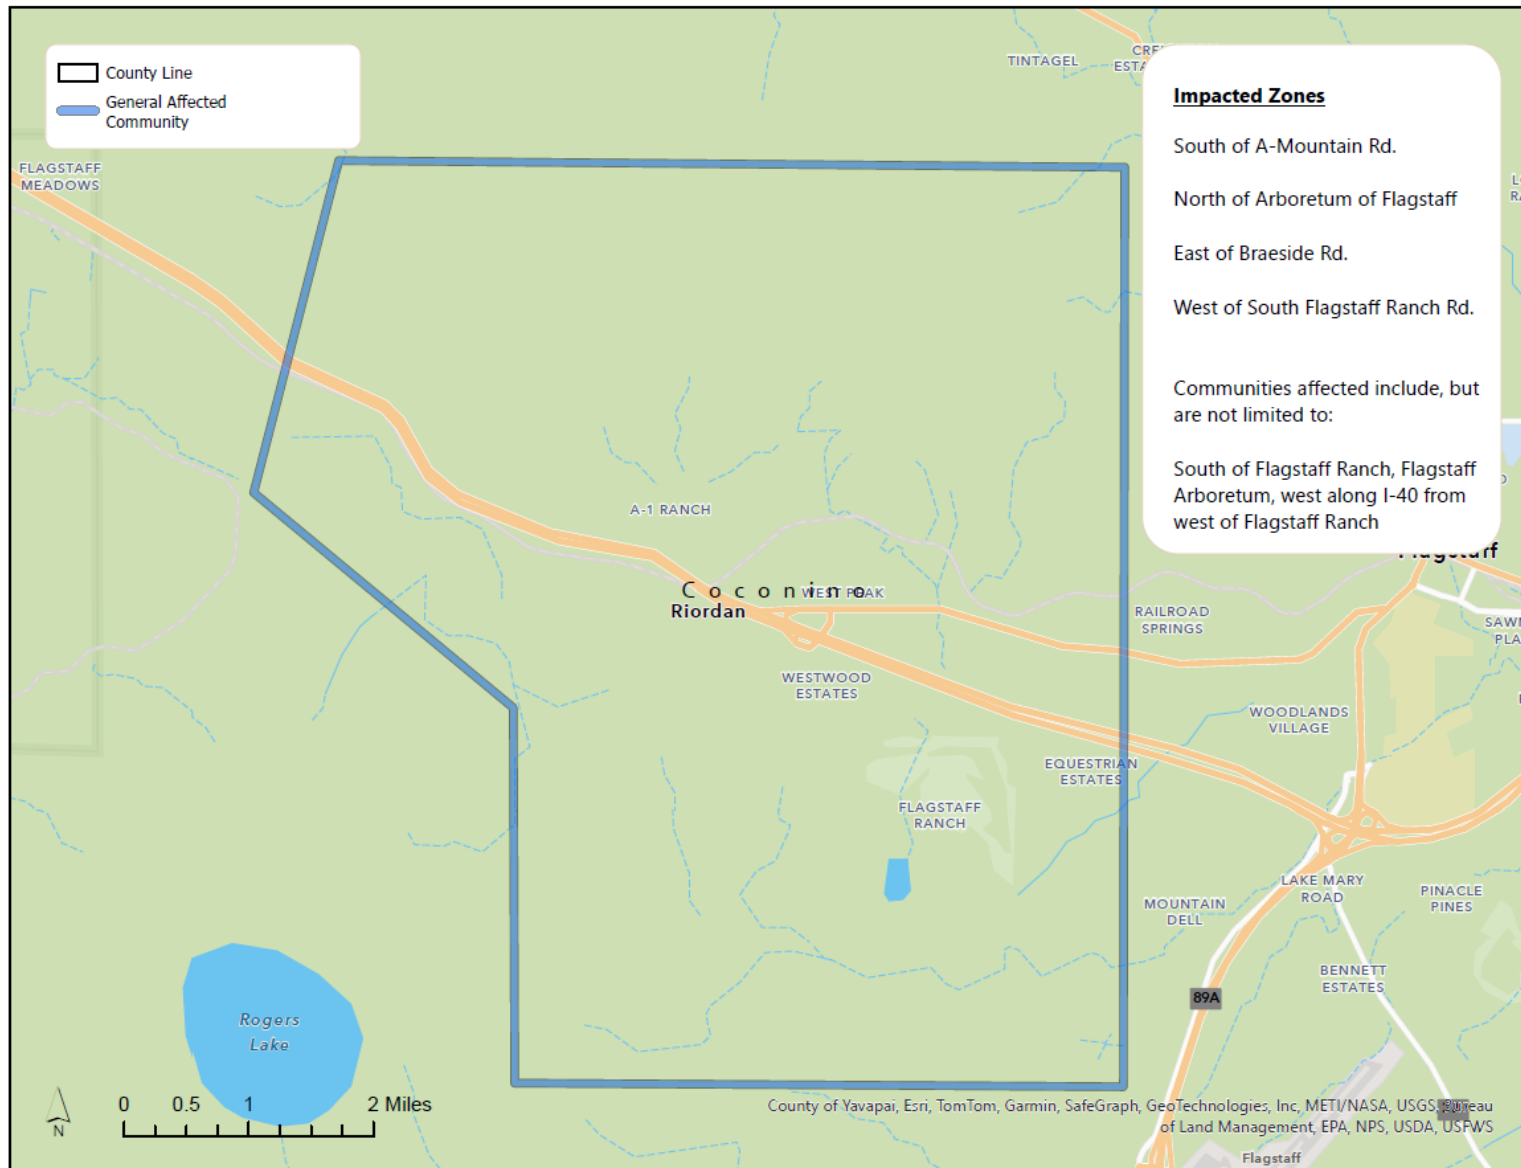 County Line
General Affected
Community
TINTAGEL
Impacted Zones
South of A-Mountain Rd.
North of Arboretum of Flagstaff
East of Braeside Rd.
West of South Flagstaff Ranch Rd.
Communities affected include, but
are not limited to:
South of Flagstaff Ranch, Flagstaff
Arboretum, west along I-40 from
west of Flagstaff Ranch
FLAGSTAFF
MEADOWS
A-1 RANCH
Coconino
WEST PEAK
Riordan
Flagstaff
RAILROAD
SPRINGS
WESTWOOD
ESTATES
WOODLANDS
VILLAGE
EQUESTRIAN
ESTATES
FLAGSTAFF
RANCH
LAKE MARY
ROAD
PINACLE
PINES
MOUNTAIN
DELL
BENNETT
ESTATES
89A
Rogers
Lake
N
0 0.5 1 2 Miles
County of Yavapai, Esri, TomTom, Garmin, SafeGraph, GeoTechnologies, Inc, METI/NASA, USGS, Bureau
of Land Management, EPA, NPS, USDA, USFWS
Flagstaff